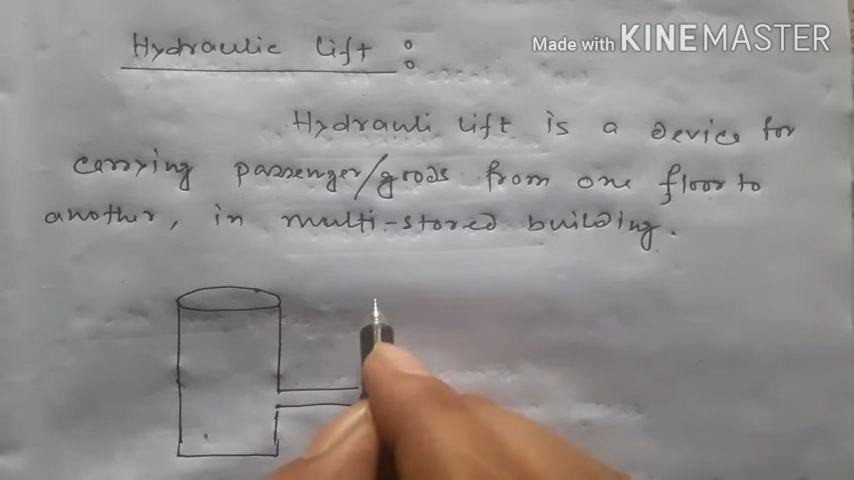 Hydraulic lift :
Made with KINEMASTER
Hydrauli lift is a device for
carrying passenger/goods from one floor to
another, in multi-stored building.